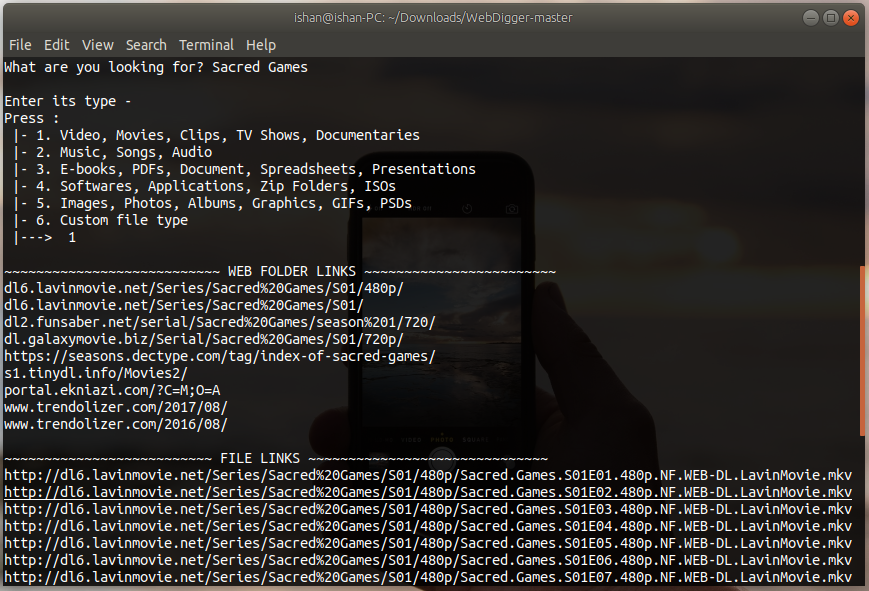 ishan@ishan-PC: ~/Downloads/WebDigger-master
File Edit View Search Terminal Help
What are you looking for? Sacred Games
Enter its type -
Press :
|- 1. Video, Movies, Clips, TV Shows, Documentaries
|- 2. Music, Songs, Audio
|- 3. E-books, PDFs, Document, Spreadsheets, Presentations
|- 4. Softwares, Applications, Zip Folders, ISOs
|- 5. Images, Photos, Albums, Graphics, GIFs, PSDs
|- 6. Custom file type
|---> 1
~~~~~~~~~~~~~~~~~~~~~~~~~~~ WEB FOLDER LINKS ~~~~~~~~~~~~~~~~~~~~~~~~
dl6.lavinmovie.net/Series/Sacred%20Games/S01/480p/
dl6.lavinmovie.net/Series/Sacred%20Games/S01/
dl2.funsaber.net/serial/Sacred%20Games/season%201/720/
dl.galaxymovie.biz/Serial/Sacred%20Games/S01/720p/
https://seasons.dectype.com/tag/index-of-sacred-games/
s1.tinydl.info/Movies2/
portal.ekniazi.com/?C=M;O=A
www.trendolizer.com/2017/08/
www.trendolizer.com/2016/08/
~~~~~~~~~~~~~~~~~~~~~~~~~~ FILE LINKS ~~~~~~~~~~~~~~~~~~~~~~~~~~~~~~
http://dl6.lavinmovie.net/Series/Sacred%20Games/S01/480p/Sacred.Games.S01E01.480p.NF.WEB-DL.LavinMovie.mkv
http://dl6.lavinmovie.net/Series/Sacred%20Games/S01/480p/Sacred.Games.S01E02.480p.NF.WEB-DL.LavinMovie.mkv
http://dl6.lavinmovie.net/Series/Sacred%20Games/S01/480p/Sacred.Games.S01E03.480p.NF.WEB-DL.LavinMovie.mkv
http://dl6.lavinmovie.net/Series/Sacred%20Games/S01/480p/Sacred.Games.S01E04.480p.NF.WEB-DL.LavinMovie.mkv
http://dl6.lavinmovie.net/Series/Sacred%20Games/S01/480p/Sacred.Games.S01E05.480p.NF.WEB-DL.LavinMovie.mkv
http://dl6.lavinmovie.net/Series/Sacred%20Games/S01/480p/Sacred.Games.S01E06.480p.NF.WEB-DL.LavinMovie.mkv
http://dl6.lavinmovie.net/Series/Sacred%20Games/S01/480p/Sacred.Games.S01E07.480p.NF.WEB-DL.LavinMovie.mkv